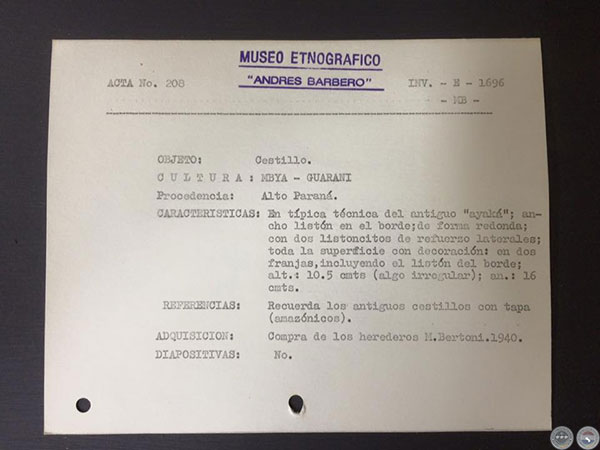 MUSEO ETNOGRAFICO
ACTA No. 208 "ANDRES BARBERO" INV. - E - 1696
- MB -
OBJETO: Cestillo.
C U L T U R A : MBYA - GUARANI
Procedencia: Alto Paraná.
CARACTERISTICAS: En típica técnica del antiguo "ayaká"; an-
cho listón en el borde;de forma redonda;
con dos listoncitos de refuerzo laterales;
toda la superficie con decoración: en dos
franjas,incluyendo el listón del borde;
alt.: 10.5 cmts (algo irregular); an.: 16
cmts.
REFERENCIAS: Recuerda los antiguos cestillos con tapa
(amazónicos).
ADQUISICION: Compra de los herederos M.Bertoni.1940.
DIAPOSITIVAS: No.